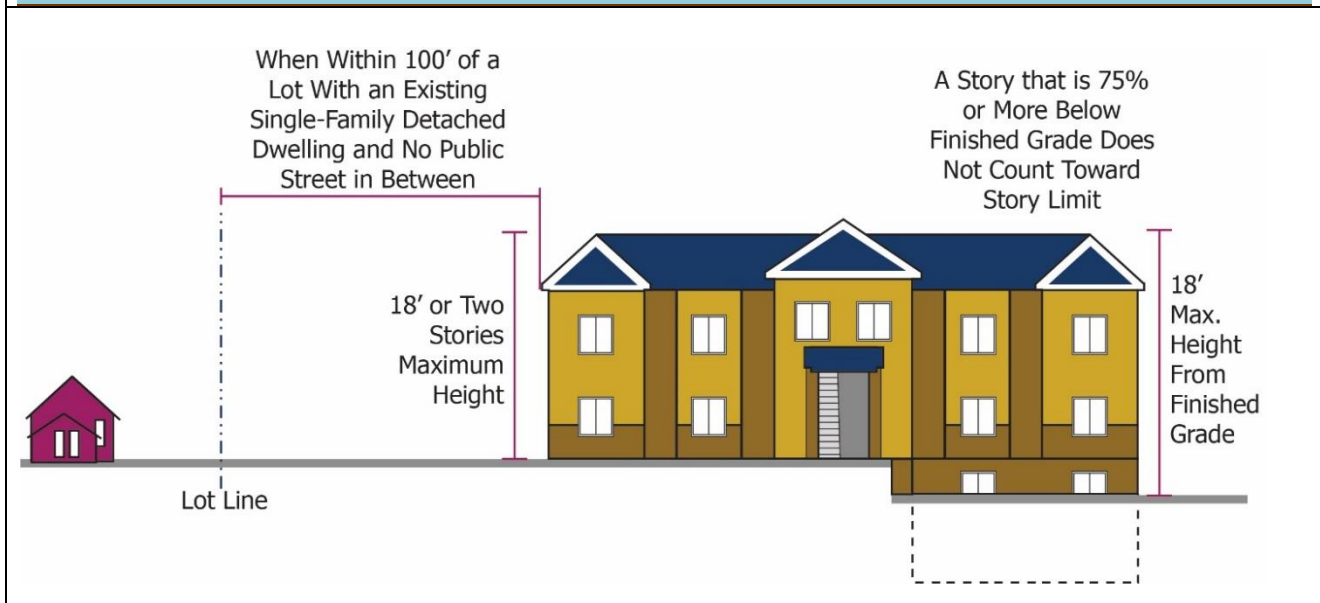 When Within 100’ of a
Lot With an Existing
Single-Family Detached
Dwelling and No Public
Street in Between
A Story that is 75%
or More Below
Finished Grade Does
Not Count Toward
Story Limit
18’ or Two
Stories
Maximum
Height
18’
Max.
Height
From
Finished
Grade
Lot Line